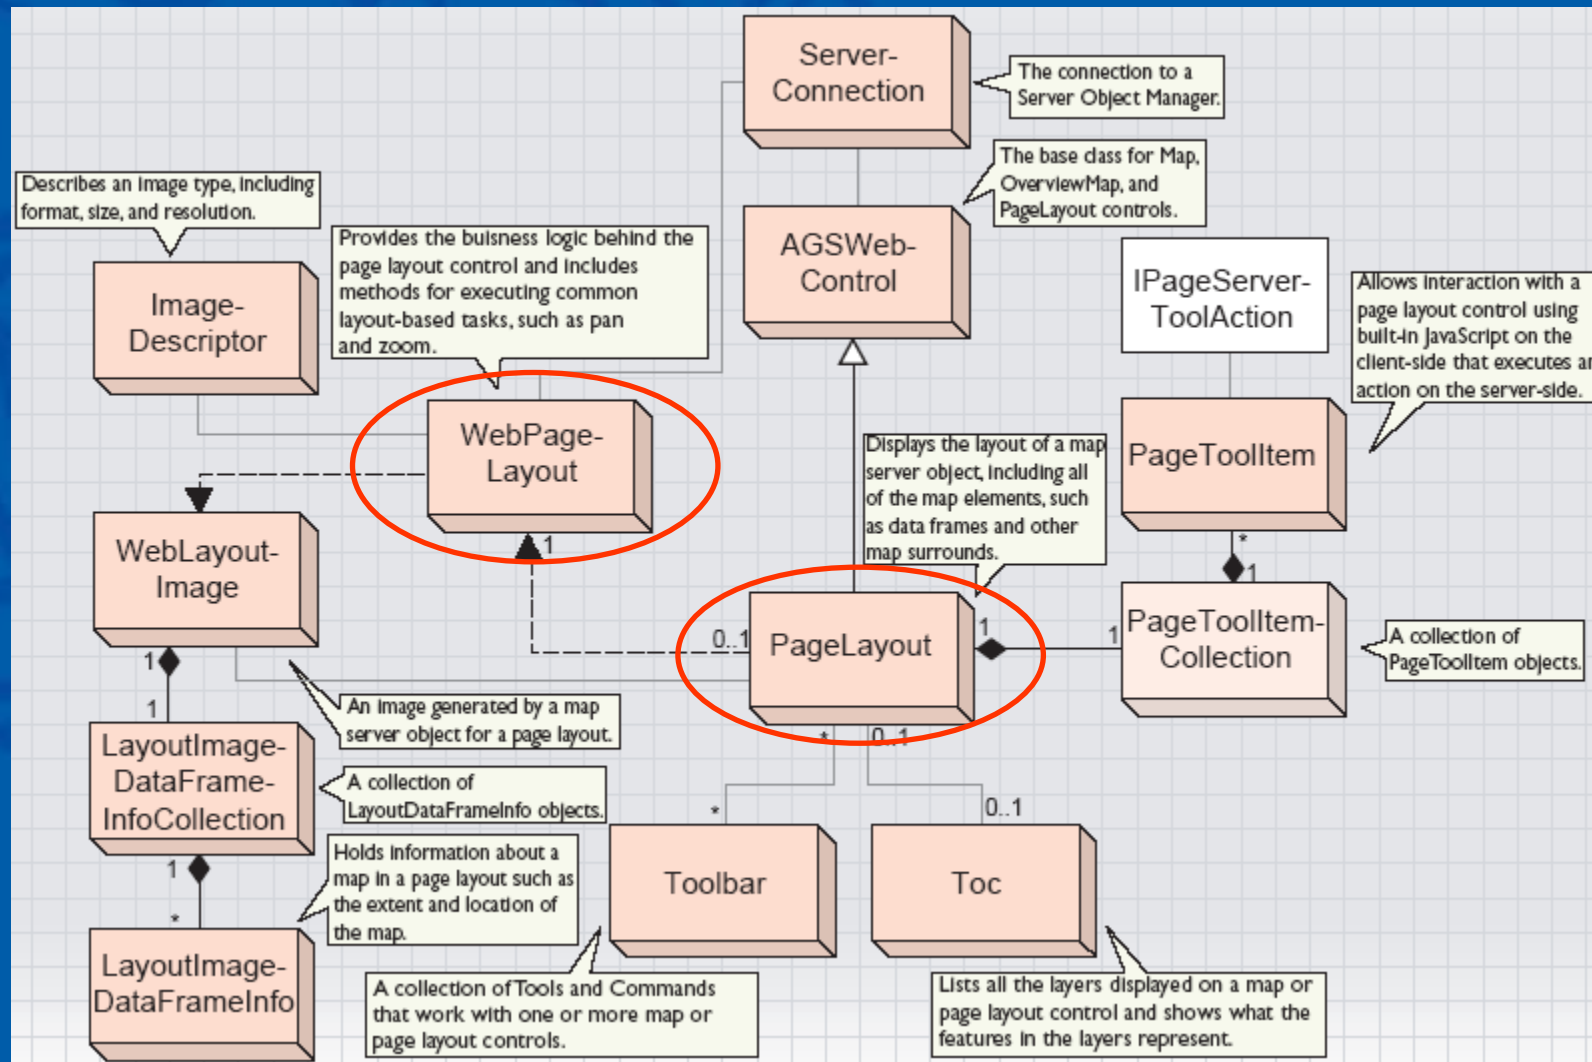 Server-
Connection
The connection to a
Server Object Manager.
The base class for Map,
OverviewMap, and
PageLayout controls.
Describes an image type, including
format, size, and resolution.
Provides the buisness logic behind the
page layout control and includes
methods for executing common
layout-based tasks, such as pan
and zoom.
AGSWeb-
Control
IPageServer-
ToolAction
Allows interaction with a
page layout control using
built-in JavaScript on the
client-side that executes an
action on the server-side.
Image-
Descriptor
WebPage-
Layout
Displays the layout of a map
server object, including all
of the map elements, such
as data frames and other
map surrounds.
PageToolItem
*
1
1
WebLayout-
Image
0..1
PageLayout
1
1
PageToolItem-
Collection
A collection of
PageToolItem objects.
1
1
An image generated by a map
server object for a page layout.
*
0..1
LayoutImage-
DataFrame-
InfoCollection
A collection of
LayoutDataFrameInfo objects.
*
0..1
1
*
Holds information about a
map in a page layout such as
the extent and location of
the map.
Toolbar
Toc
LayoutImage-
DataFrameInfo
A collection of Tools and Commands
that work with one or more map or
page layout controls.
Lists all the layers displayed on a map or
page layout control and shows what the
features in the layers represent.